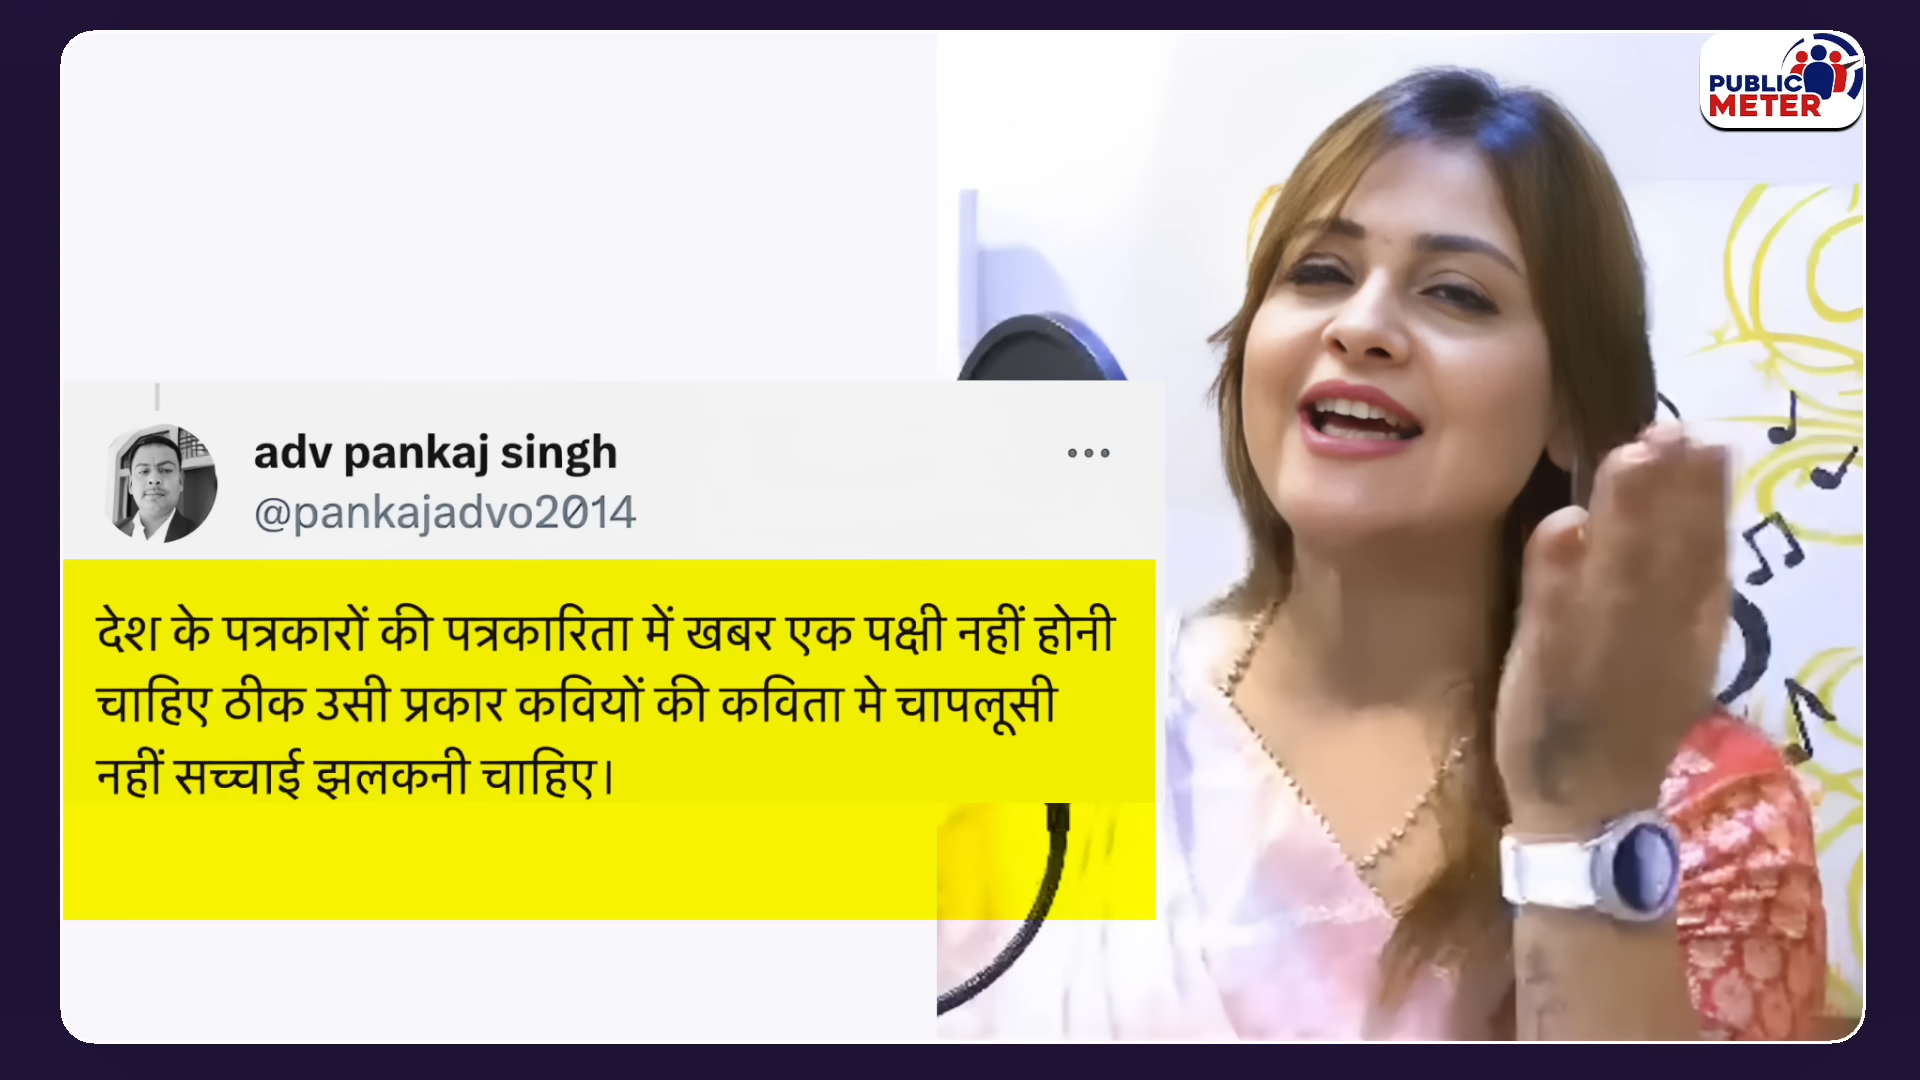 PUBLIC
METER
adv pankaj singh
@pankajadvo2014
देश के पत्रकारों की पत्रकारिता में खबर एक पक्षी नहीं होनी
चाहिए ठीक उसी प्रकार कवियों की कविता मे चापलूसी
नहीं सच्चाई झलकनी चाहिए।